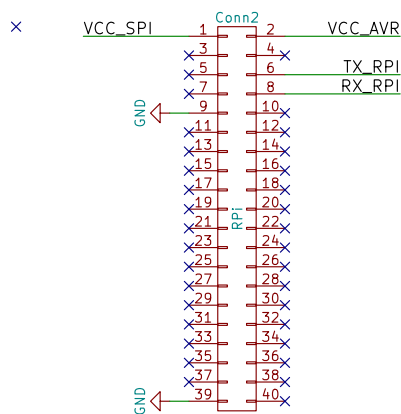 Conn2
VCC_SPI 1 2 VCC_AVR
3 4
5 6 TX_RPI
7 8 RX_RPI
GND 9 10
11 12
13 14
15 16
17 18
19 20
RPi
21 22
23 24
25 26
27 28
29 30
31 32
33 34
35 36
37 38
GND 39 40